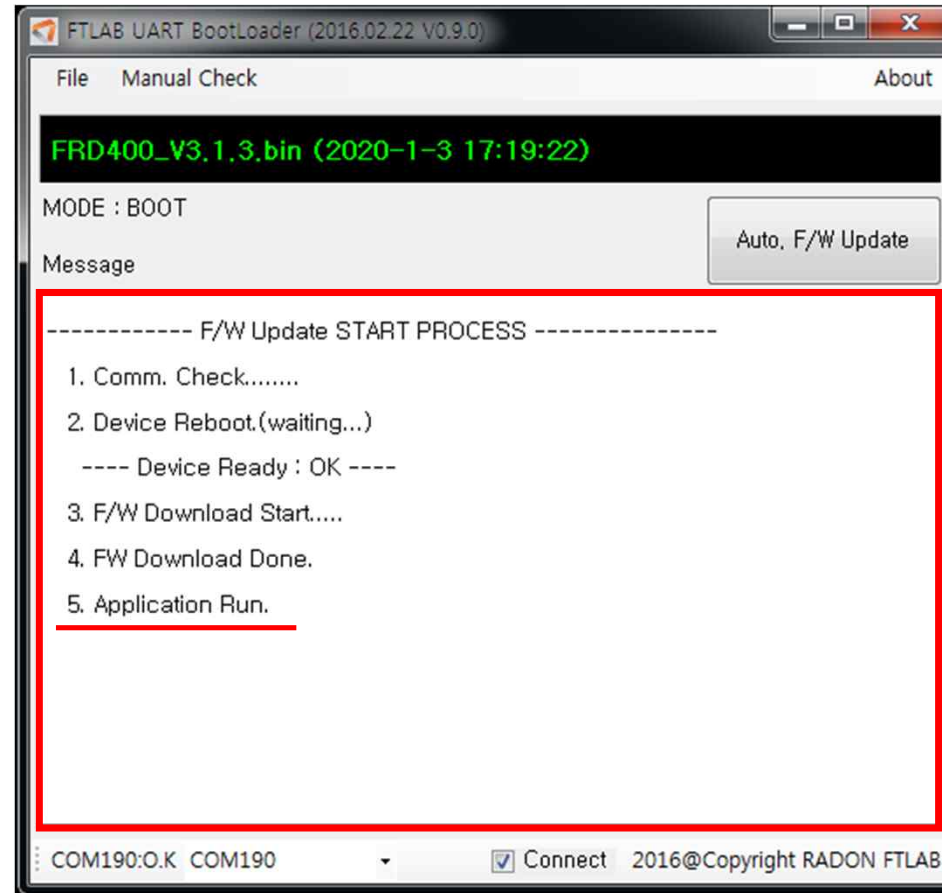 FTLAB UART BootLoader (2016.02.22 V0.9.0)
File Manual Check About
FRD400_V3.1.3.bin (2020-1-3 17:19:22)
MODE : BOOT
Auto. F/W Update
Message
------------ F/W Update START PROCESS ---------------
1. Comm. Check........
2. Device Reboot.(waiting...)
---- Device Ready : OK ----
3. F/W Download Start.....
4. FW Download Done.
5. Application Run.
COM190:O.K COM190 Connect 2016@Copyright RADON FTLAB